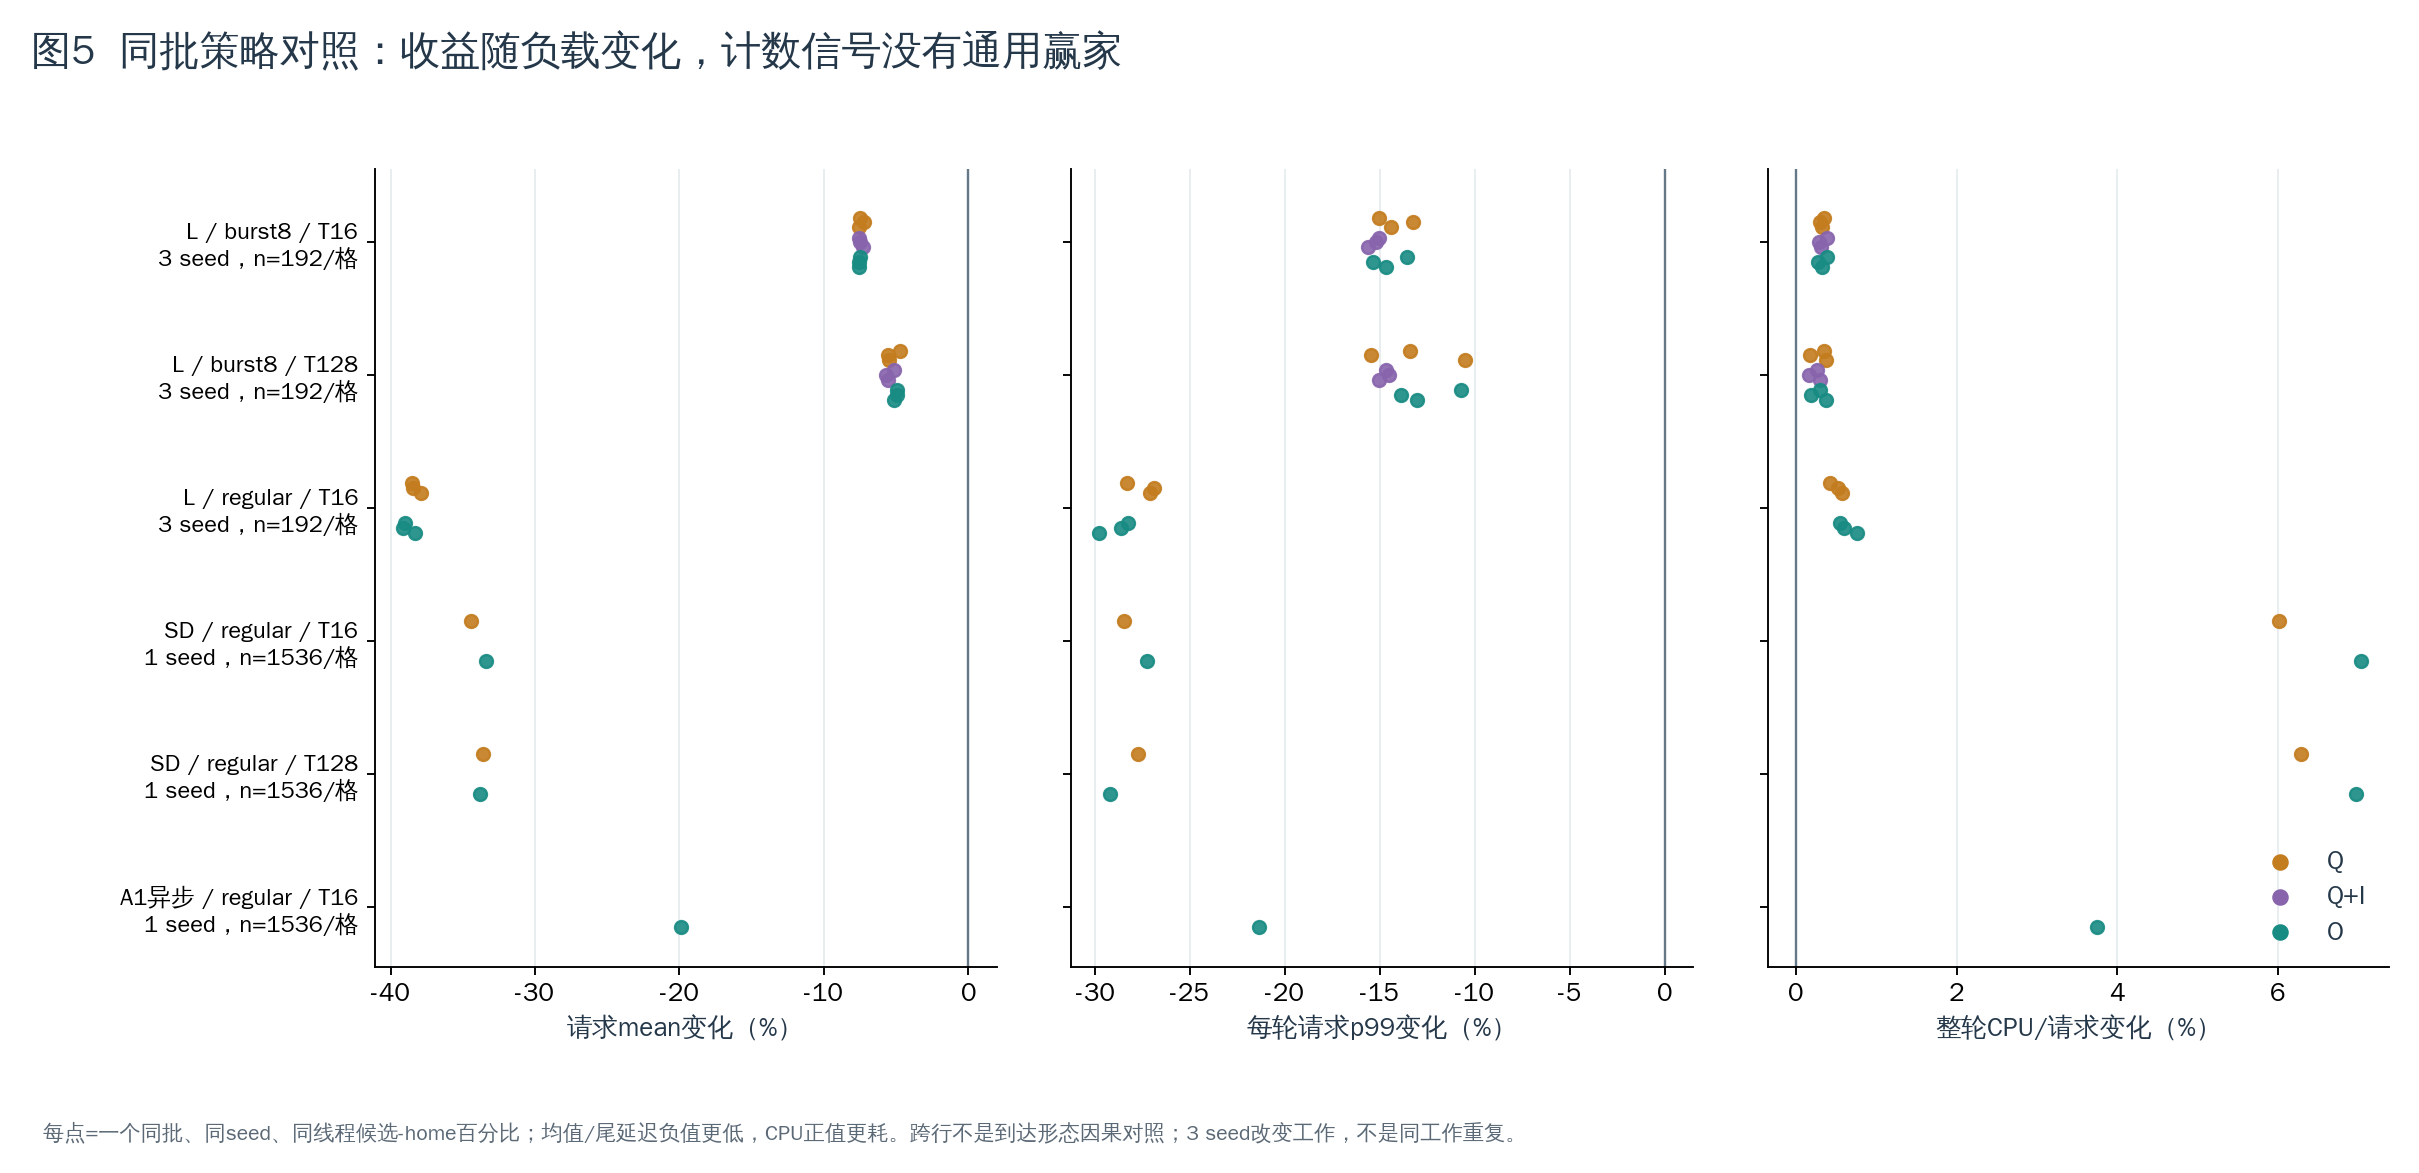 图5 同批策略对照：收益随负载变化，计数信号没有通用赢家
L / burst8 / T16
3 seed，n=192/格
L / burst8 / T128
3 seed，n=192/格
L / regular / T16
3 seed，n=192/格
SD / regular / T16
1 seed，n=1536/格
SD / regular / T128
1 seed，n=1536/格
A1异步 / regular / T16
1 seed，n=1536/格
-40 -30 -20 -10 0
请求mean变化（%）
-30 -25 -20 -15 -10 -5 0
每轮请求p99变化（%）
Q
Q+I
O
0 2 4 6
整轮CPU/请求变化（%）
每点=一个同批、同seed、同线程候选-home百分比；均值/尾延迟负值更低，CPU正值更耗。跨行不是到达形态因果对照；3 seed改变工作，不是同工作重复。